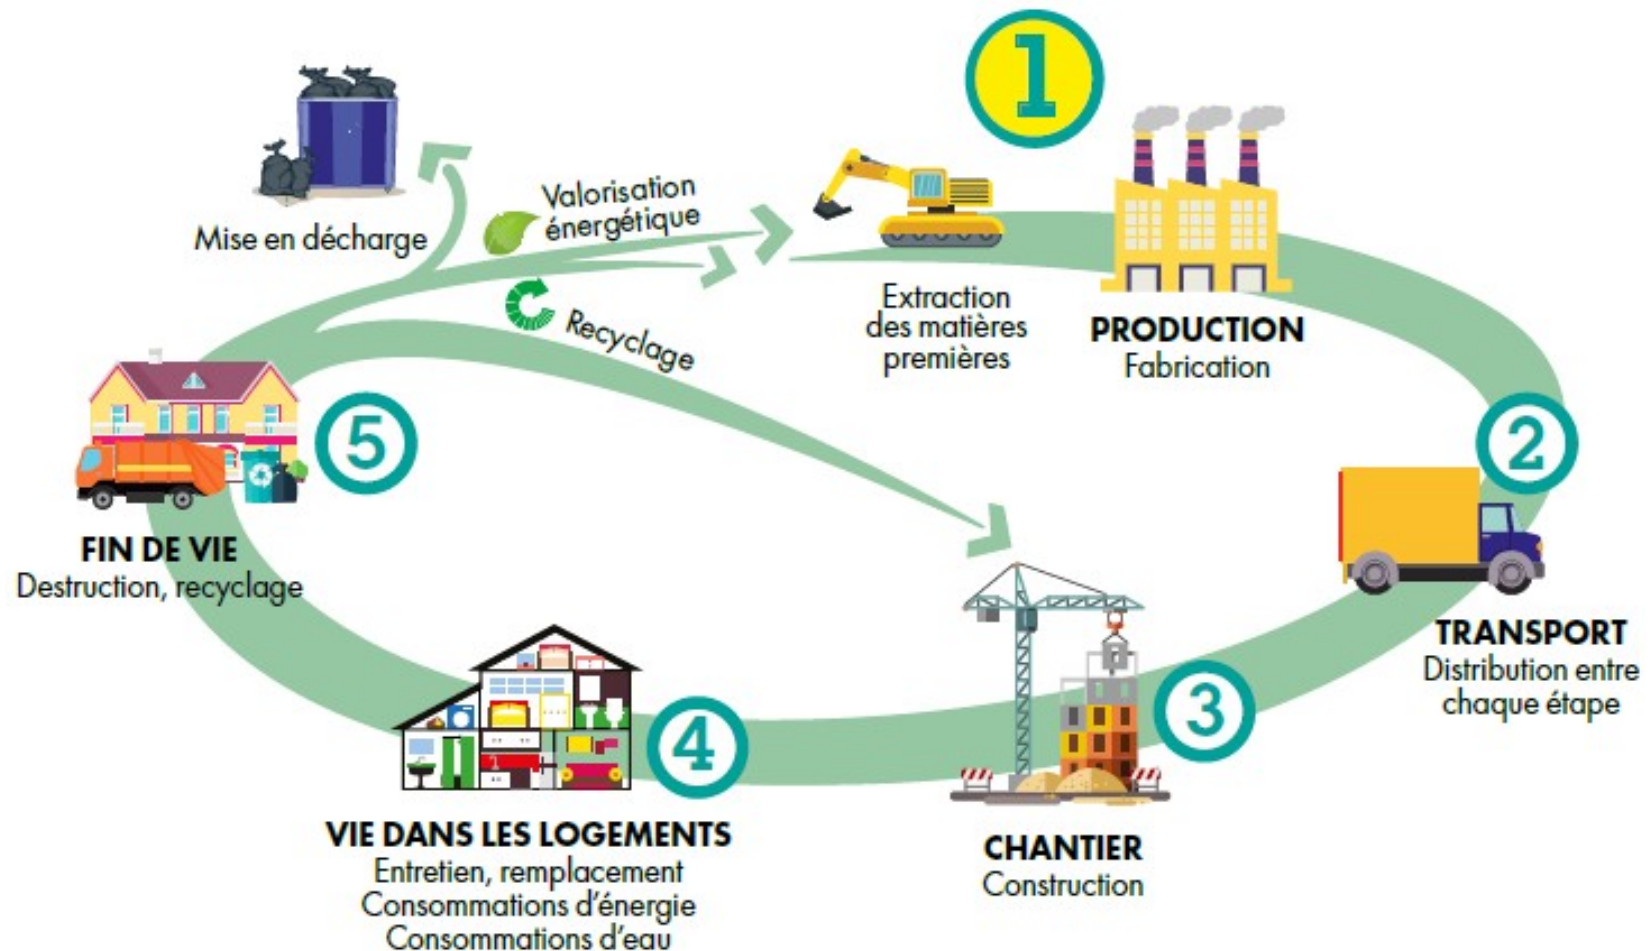 1
Mise en décharge
Valorisation
énergétique
Recyclage
Extraction
des matières
premières
PRODUCTION
Fabrication
2
TRANSPORT
Distribution entre
chaque étape
3
CHANTIER
Construction
4
VIE DANS LES LOGEMENTS
Entretien, remplacement
Consommations d'énergie
Consommations d'eau
5
FIN DE VIE
Destruction, recyclage